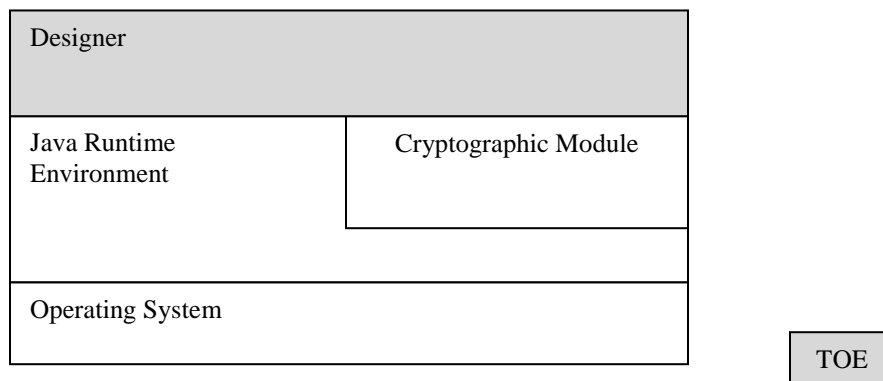 Designer
Java Runtime
Environment
Cryptographic Module
Operating System
TOE